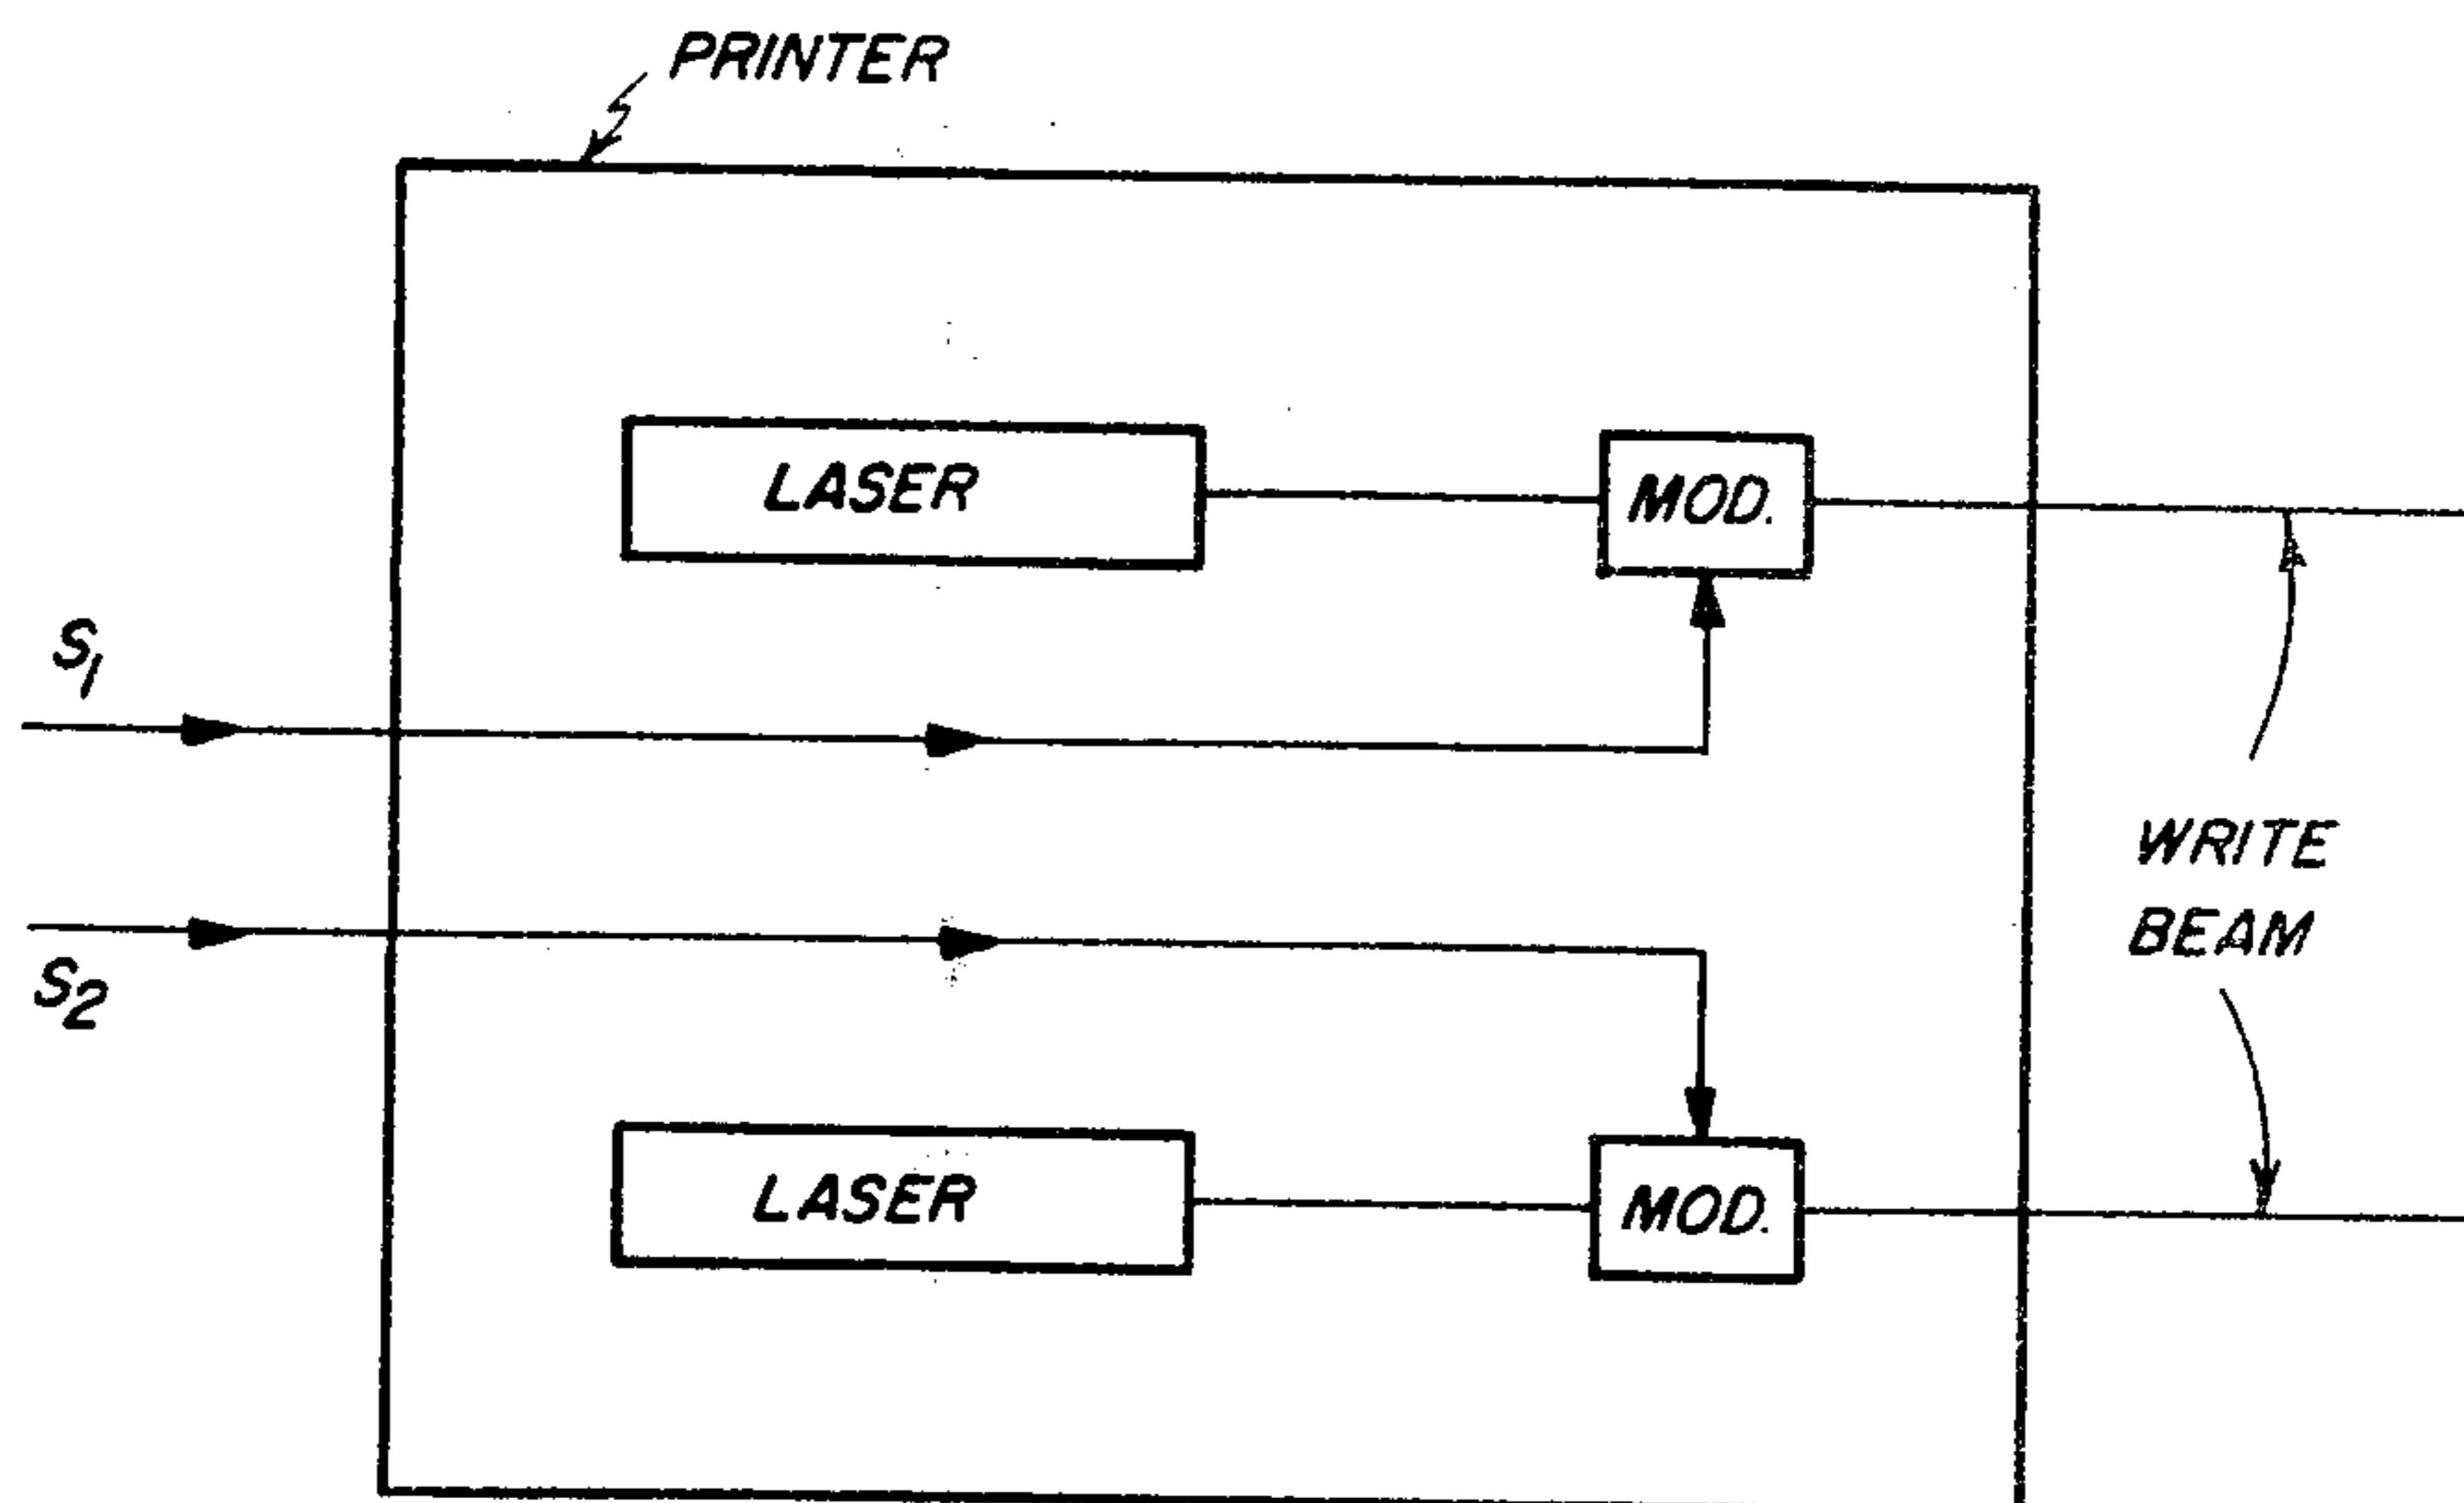 PRINTER
LASER
MOD.
S1
WRITE
BEAM
S2
LASER
MOD.